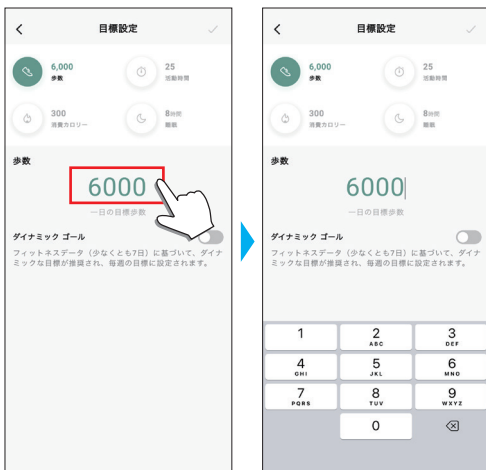 目標設定
6,000
歩数
25
活動時間
300
消費カロリー
8時間
睡眠
歩数
6000
一日の目標歩数
ダイナミック ゴール
フィットネスデータ（少なくとも7日）に基づいて、ダイナ
ミックな目標が推奨され、毎週の目標に設定されます。
目標設定
6,000
歩数
25
活動時間
300
消費カロリー
8時間
睡眠
歩数
6000
一日の目標歩数
ダイナミック ゴール
フィットネスデータ（少なくとも7日）に基づいて、ダイナ
ミックな目標が推奨され、毎週の目標に設定されます。
1 2 3
ABC DEF
4 5 6
GHI JKL MNO
7 8 9
PQRS TUV WXYZ
0